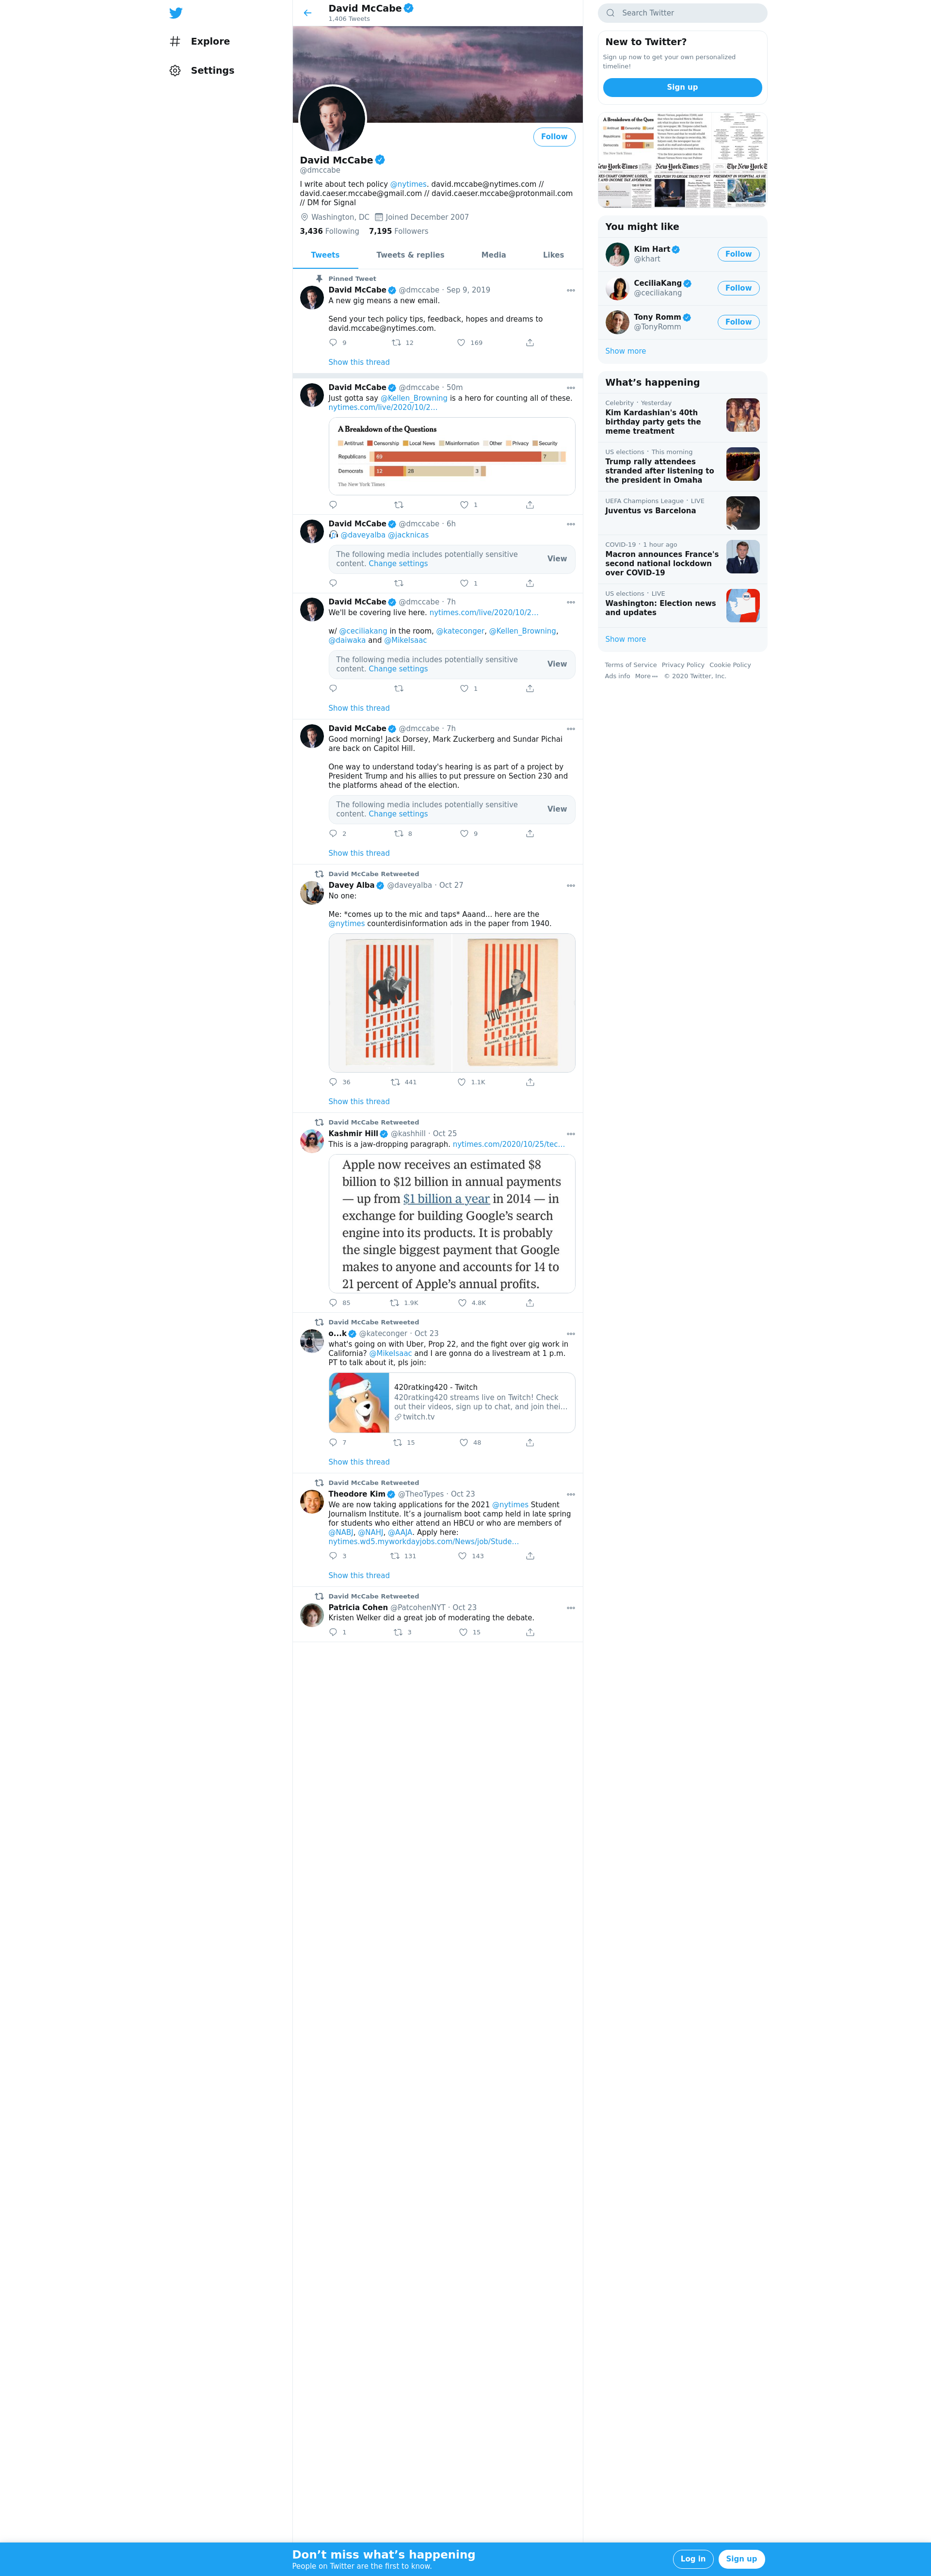 Explore
Settings
David McCabe
1,406 Tweets
Follow
David McCabe
@dmccabe
I write about tech policy @nytimes. david.mccabe@nytimes.com //
david.caeser.mccabe@gmail.com // david.caeser.mccabe@protonmail.com
// DM for Signal
Washington, DC Joined December 2007
3,436 Following 7,195 Followers
Tweets Tweets & replies Media Likes
Pinned Tweet
David McCabe @dmccabe · Sep 9, 2019
A new gig means a new email.
Send your tech policy tips, feedback, hopes and dreams to
david.mccabe@nytimes.com.
9 12 169
Show this thread
David McCabe @dmccabe · 50m
Just gotta say @Kellen_Browning is a hero for counting all of these.
nytimes.com/live/2020/10/2…
A Breakdown of the Questions
Antitrust Censorship Local News Misinformation Other Privacy Security
Republicans 69 7
Democrats 12 28 3
The New York Times
1
David McCabe @dmccabe · 6h
@daveyalba @jacknicas
The following media includes potentially sensitive
content. Change settings
View
1
David McCabe @dmccabe · 7h
We'll be covering live here. nytimes.com/live/2020/10/2…
w/ @ceciliakang in the room, @kateconger, @Kellen_Browning,
@daiwaka and @MikeIsaac
The following media includes potentially sensitive
content. Change settings
View
1
Show this thread
David McCabe @dmccabe · 7h
Good morning! Jack Dorsey, Mark Zuckerberg and Sundar Pichai
are back on Capitol Hill.
One way to understand today's hearing is as part of a project by
President Trump and his allies to put pressure on Section 230 and
the platforms ahead of the election.
The following media includes potentially sensitive
content. Change settings
View
2 8 9
Show this thread
David McCabe Retweeted
Davey Alba @daveyalba · Oct 27
No one:
Me: *comes up to the mic and taps* Aaand... here are the
@nytimes counterdisinformation ads in the paper from 1940.
36 441 1.1K
Show this thread
David McCabe Retweeted
Kashmir Hill @kashhill · Oct 25
This is a jaw-dropping paragraph. nytimes.com/2020/10/25/tec…
Apple now receives an estimated $8
billion to $12 billion in annual payments
— up from $1 billion a year in 2014 — in
exchange for building Google’s search
engine into its products. It is probably
the single biggest payment that Google
makes to anyone and accounts for 14 to
21 percent of Apple’s annual profits.
85 1.9K 4.8K
David McCabe Retweeted
o...k @kateconger · Oct 23
what's going on with Uber, Prop 22, and the fight over gig work in
California? @MikeIsaac and I are gonna do a livestream at 1 p.m.
PT to talk about it, pls join:
420ratking420 - Twitch
420ratking420 streams live on Twitch! Check
out their videos, sign up to chat, and join thei…
twitch.tv
7 15 48
Show this thread
David McCabe Retweeted
Theodore Kim @TheoTypes · Oct 23
We are now taking applications for the 2021 @nytimes Student
Journalism Institute. It’s a journalism boot camp held in late spring
for students who either attend an HBCU or who are members of
@NABJ, @NAHJ, @AAJA. Apply here:
nytimes.wd5.myworkdayjobs.com/News/job/Stude…
3 131 143
Show this thread
David McCabe Retweeted
Patricia Cohen @PatcohenNYT · Oct 23
Kristen Welker did a great job of moderating the debate.
1 3 15
Search Twitter
New to Twitter?
Sign up now to get your own personalized
timeline!
Sign up
You might like
Kim Hart
@khart
Follow
CeciliaKang
@ceciliakang
Follow
Tony Romm
@TonyRomm
Follow
Show more
What’s happening
Celebrity · Yesterday
Kim Kardashian's 40th
birthday party gets the
meme treatment
US elections · This morning
Trump rally attendees
stranded after listening to
the president in Omaha
UEFA Champions League · LIVE
Juventus vs Barcelona
COVID-19 · 1 hour ago
Macron announces France's
second national lockdown
over COVID-19
US elections · LIVE
Washington: Election news
and updates
Show more
Terms of Service Privacy Policy Cookie Policy
Ads info More © 2020 Twitter, Inc.
Don’t miss what’s happening
People on Twitter are the first to know.
Log in
Sign up